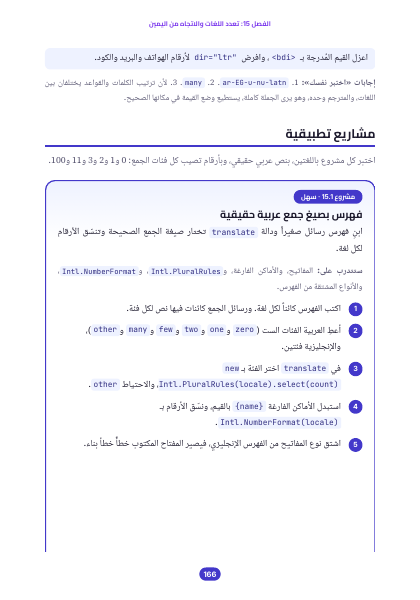 الفصل 15: تعدد اللغات والاتجاه من اليمين
اعزل القيم المُدرجة بـ <bdi>، وافرض dir="ltr" لأرقام الهواتف والبريد والكود.
إجابات «اختبر نفسك»: 1. ar-EG-u-nu-latn. 2. many. 3. لأن ترتيب الكلمات والقواعد يختلفان بين
اللغات، والمترجم وحده، وهو يرى الجملة كاملة، يستطيع وضع القيمة في مكانها الصحيح.
مشاريع تطبيقية
اختبر كل مشروع باللغتين، بنص عربي حقيقي، وبأرقام تصيب كل فئات الجمع: 0 و1 و2 و3 و11 و100.
مشروع 15.1 · سهل
فهرس بصيغ جمع عربية حقيقية
ابنِ فهرس رسائل صغيراً ودالة translate تختار صيغة الجمع الصحيحة وتنسّق الأرقام
لكل لغة.
ستتدرب على: المفاتيح، والأماكن الفارغة، وIntl.PluralRules، وIntl.NumberFormat،
والأنواع المشتقة من الفهرس.
1 اكتب الفهرس كائناً لكل لغة. ورسائل الجمع كائنات فيها نص لكل فئة.
2 أعطِ العربية الفئات الست (zero و one و two و few و many و other)،
والإنجليزية فئتين.
3 في translate اختر الفئة بـ new
Intl.PluralRules(locale).select(count)، والاحتياط other.
4 استبدل الأماكن الفارغة {name} بالقيم، ونسّق الأرقام بـ
Intl.NumberFormat(locale).
5 اشتق نوع المفاتيح من الفهرس الإنجليزي، فيصير المفتاح المكتوب خطأً خطأَ بناء.
166